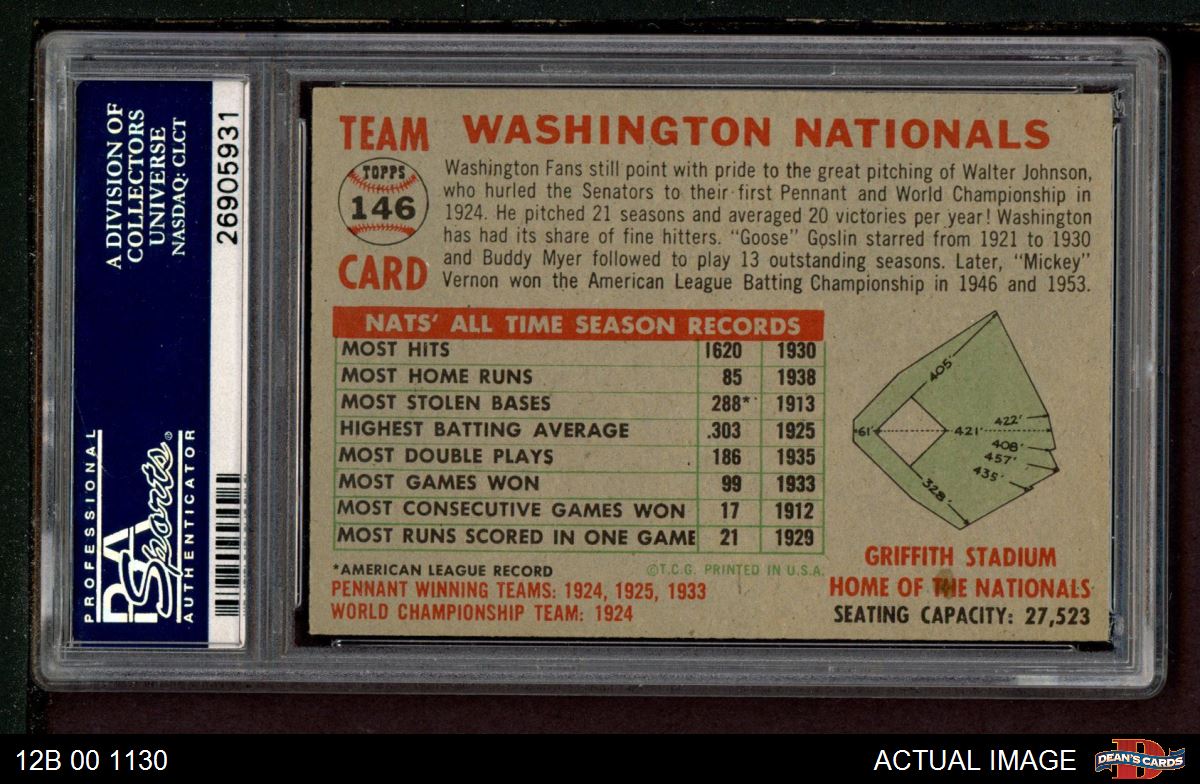 A DIVISION OF
COLLECTORS
UNIVERSE
NASDAQ: CLCT
26905931
PROFESSIONAL
PSA
Sports®
AUTHENTICATOR
TEAM
TOPPS
146
CARD
WASHINGTON NATIONALS
Washington Fans still point with pride to the great pitching of Walter Johnson,
who hurled the Senators to their first Pennant and World Championship in
1924. He pitched 21 seasons and averaged 20 victories per year! Washington
has had its share of fine hitters. "Goose" Goslin starred from 1921 to 1930
and Buddy Myer followed to play 13 outstanding seasons. Later, "Mickey"
Vernon won the American League Batting Championship in 1946 and 1953.
NATS' ALL TIME SEASON RECORDS
MOST HITS 1620 1930
MOST HOME RUNS 85 1938
MOST STOLEN BASES 288* 1913
HIGHEST BATTING AVERAGE .303 1925
MOST DOUBLE PLAYS 186 1935
MOST GAMES WON 99 1933
MOST CONSECUTIVE GAMES WON 17 1912
MOST RUNS SCORED IN ONE GAME 21 1929
*AMERICAN LEAGUE RECORD ©T.C.G. PRINTED IN U.S.A.
PENNANT WINNING TEAMS: 1924, 1925, 1933
WORLD CHAMPIONSHIP TEAM: 1924
405'
422'
61' 421'
408'
457'
435'
328'
GRIFFITH STADIUM
HOME OF THE NATIONALS
SEATING CAPACITY: 27,523
12B 00 1130
ACTUAL IMAGE
D
DEAN'S CARDS